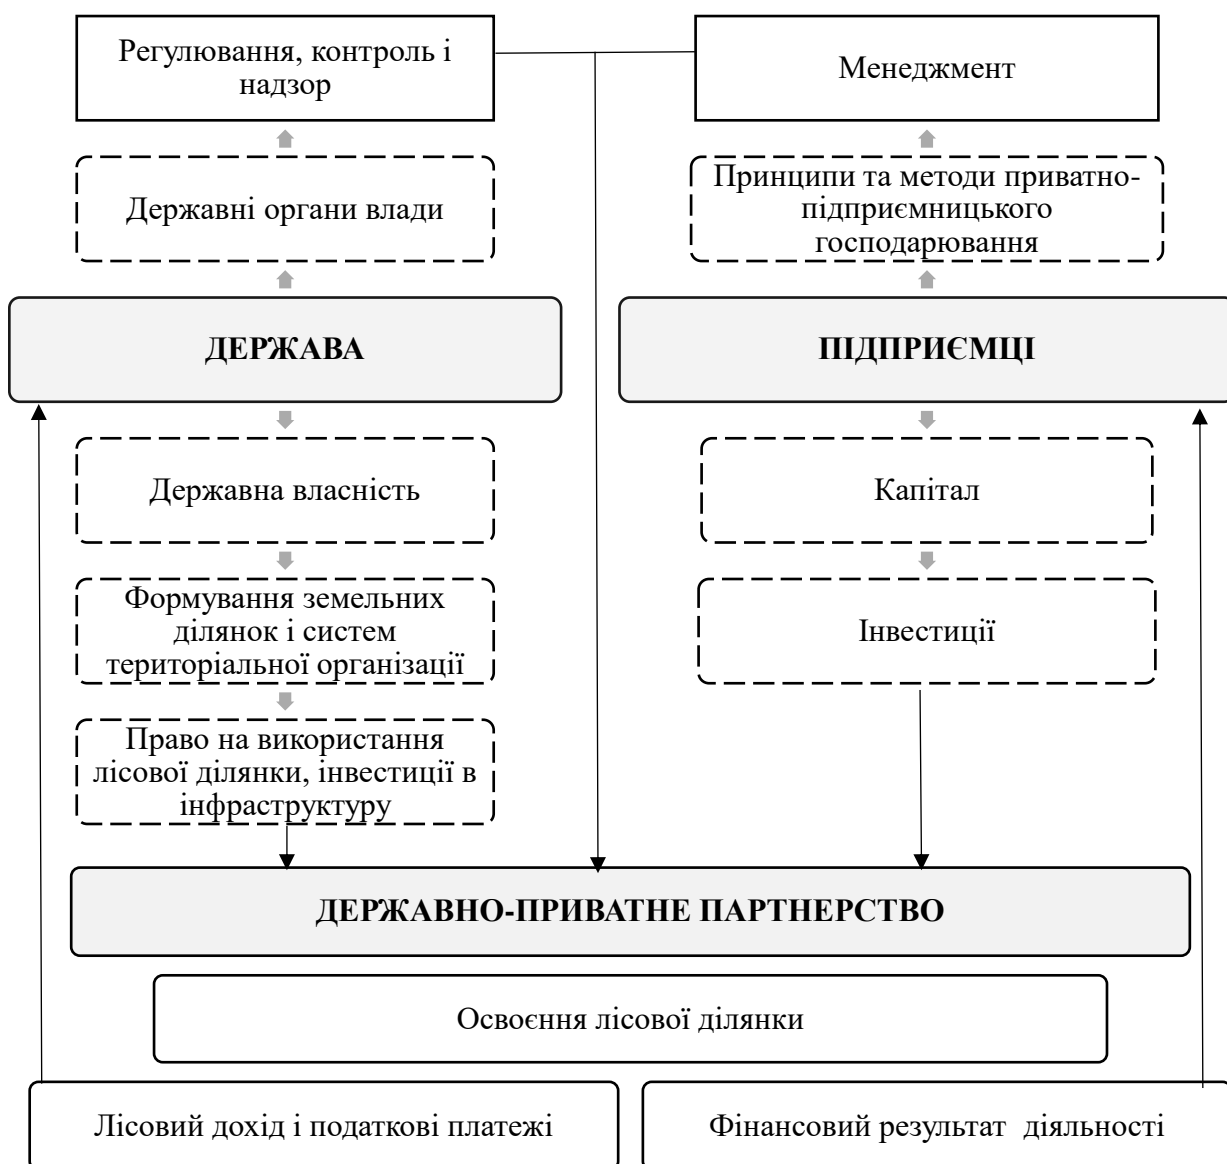 Регулювання, контроль і
надзор
Менеджмент
Державні органи влади
Принципи та методи приватно-
підприємницького
господарювання
ДЕРЖАВА
ПІДПРИЄМЦІ
Державна власність
Капітал
Формування земельних
ділянок і систем
територіальної організації
Інвестиції
Право на використання
лісової ділянки, інвестиції в
інфраструктуру
ДЕРЖАВНО-ПРИВАТНЕ ПАРТНЕРСТВО
Освоєння лісової ділянки
Лісовий дохід і податкові платежі
Фінансовий результат діяльності